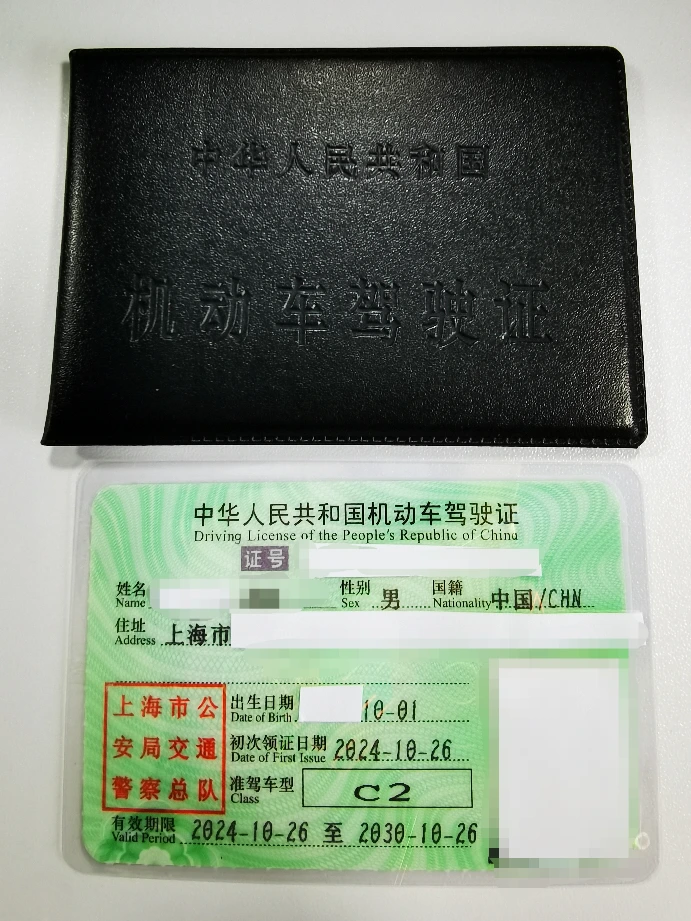 中华人民共和国
机动车驾驶证
中华人民共和国机动车驾驶证
Driving License of the People's Republic of China
证号
姓名
Name
性别 男
Sex
国籍 中国/CHN
Nationality
住址 上海市
Address
上海市公
安局交通
警察总队
出生日期 10-01
Date of Birth
初次领证日期 2024-10-26
Date of First Issue
准驾车型 C2
Class
有效期限 2024-10-26 至 2030-10-26
Valid Period